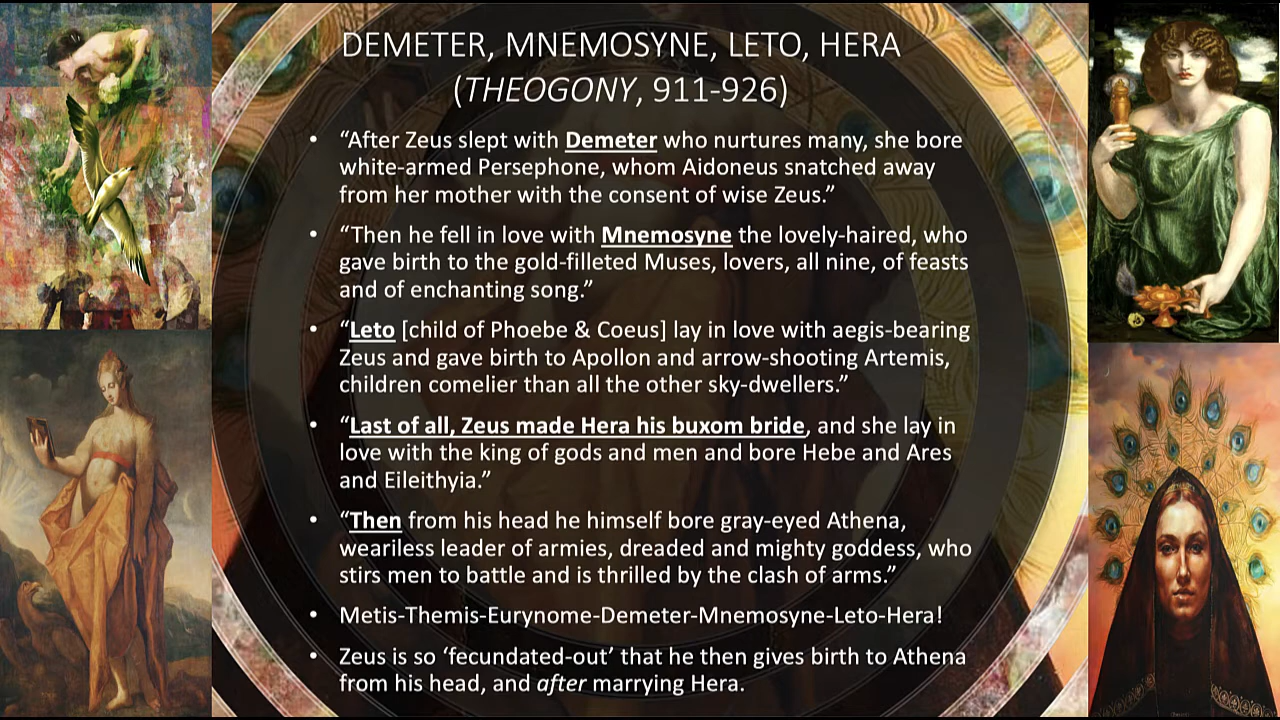 DEMETER, MNEMOSYNE, LETO, HERA
(THEOGONY, 911-926)
• “After Zeus slept with Demeter who nurtures many, she bore
white-armed Persephone, whom Aidoneus snatched away
from her mother with the consent of wise Zeus.”
• “Then he fell in love with Mnemosyne the lovely-haired, who
gave birth to the gold-filleted Muses, lovers, all nine, of feasts
and of enchanting song.”
• “Leto [child of Phoebe & Coeus] lay in love with aegis-bearing
Zeus and gave birth to Apollon and arrow-shooting Artemis,
children comelier than all the other sky-dwellers.”
• “Last of all, Zeus made Hera his buxom bride, and she lay in
love with the king of gods and men and bore Hebe and Ares
and Eileithyia.”
• “Then from his head he himself bore gray-eyed Athena,
weariless leader of armies, dreaded and mighty goddess, who
stirs men to battle and is thrilled by the clash of arms.”
• Metis-Themis-Eurynome-Demeter-Mnemosyne-Leto-Hera!
• Zeus is so ‘fecundated-out’ that he then gives birth to Athena
from his head, and after marrying Hera.